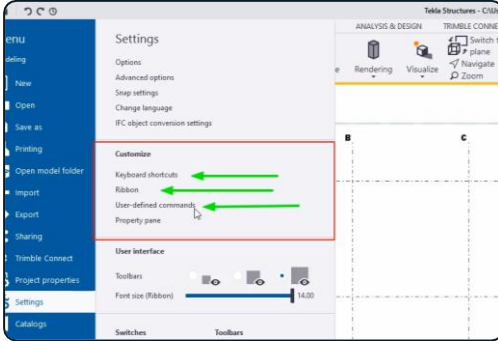 Tekla Structures - C:\Us
enu
deling
New
Open
Save as
Printing
Open model folder
Import
Export
Sharing
Trimble Connect
Project properties
Settings
Catalogs
Settings
Options
Advanced options
Snap settings
Change language
IFC object conversion settings
Customize
Keyboard shortcuts
Ribbon
User-defined commands
Property pane
User interface
Toolbars
Font size (Ribbon) 14.00
Switches Toolbars
ANALYSIS & DESIGN TRIMBLE CONNE
e Rendering Visualize
Switch t
plane
Navigate
Zoom
B C